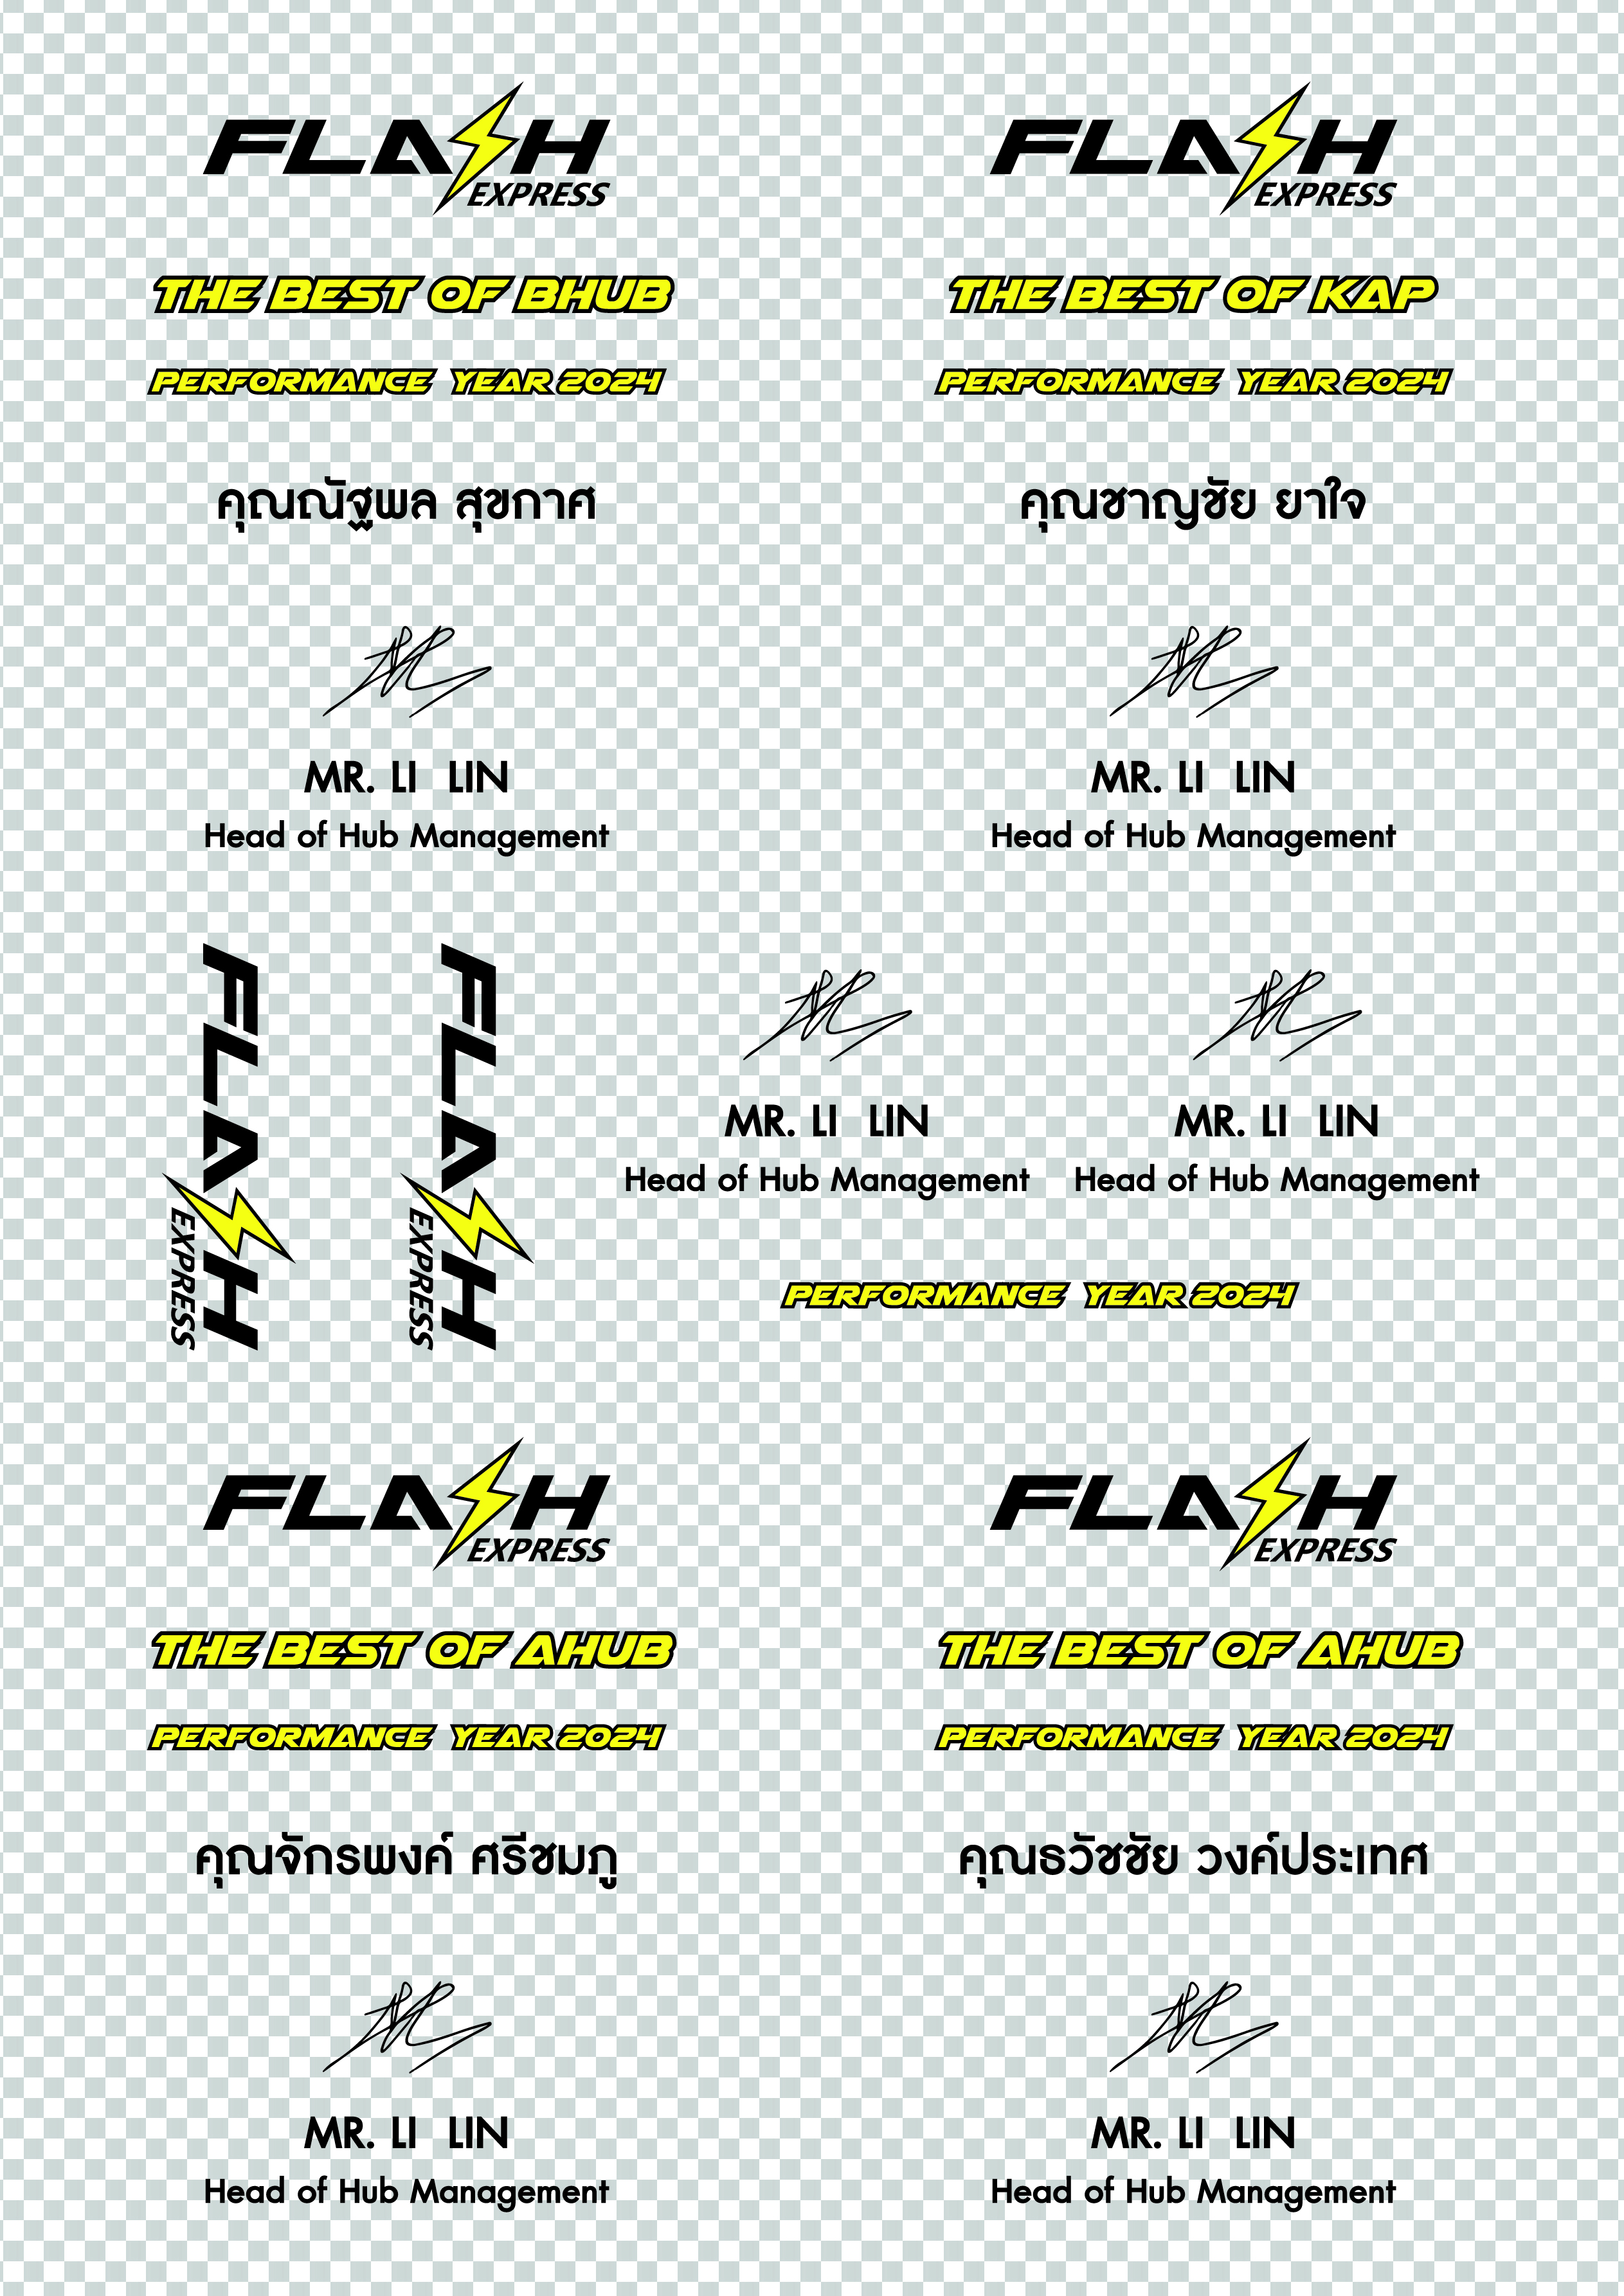 FLASH
EXPRESS
THE BEST OF BHUB
PERFORMANCE YEAR 2024
คุณณัฐพล สุขกาศ
MR. LI LIN
Head of Hub Management
FLASH
EXPRESS
THE BEST OF KAP
PERFORMANCE YEAR 2024
คุณชาญชัย ยาใจ
MR. LI LIN
Head of Hub Management
FLASH
EXPRESS
FLASH
EXPRESS
MR. LI LIN
Head of Hub Management
MR. LI LIN
Head of Hub Management
PERFORMANCE YEAR 2024
FLASH
EXPRESS
THE BEST OF AHUB
PERFORMANCE YEAR 2024
คุณจักรพงค์ ศรีชมภู
MR. LI LIN
Head of Hub Management
FLASH
EXPRESS
THE BEST OF AHUB
PERFORMANCE YEAR 2024
คุณธวัชชัย วงค์ประเทศ
MR. LI LIN
Head of Hub Management